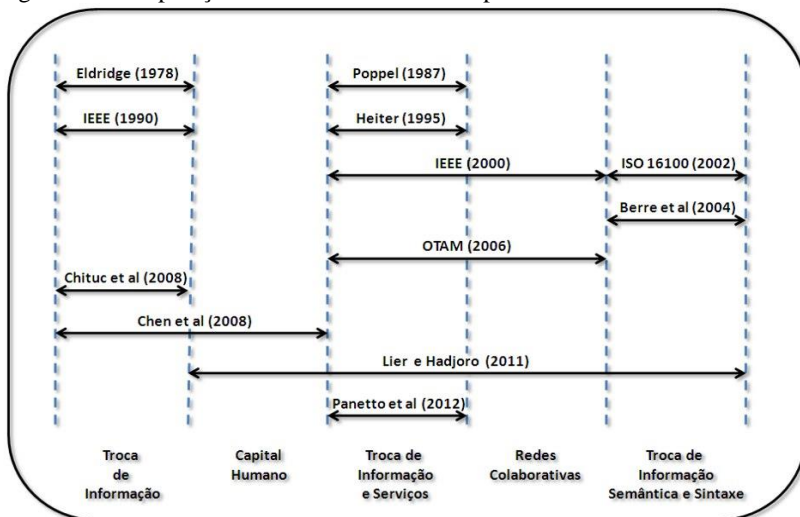 Eldridge (1978) Poppel (1987)
IEEE (1990) Heiter (1995)
IEEE (2000) ISO 16100 (2002)
Berre et al (2004)
OTAM (2006)
Chituc et al (2008)
Chen et al (2008)
Lier e Hadjoro (2011)
Panetto et al (2012)
Troca
de
Informação
Capital
Humano
Troca de
Informação
e Serviços
Redes
Colaborativas
Troca de
Informação
Semântica e Sintaxe